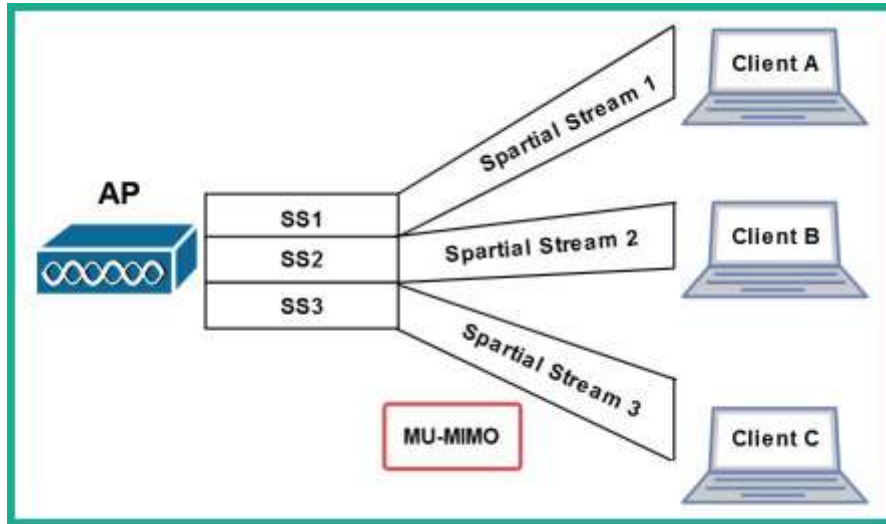 Client A
Spartial Stream 1
AP
SS1
SS2
SS3
Spartial Stream 2
Client B
Spartial Stream 3
MU-MIMO
Client C